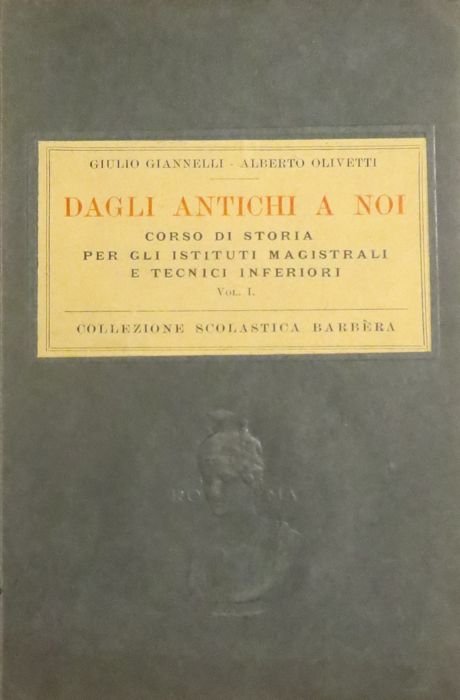 GIULIO GIANNELLI - ALBERTO OLIVETTI
DAGLI ANTICHI A NOI
CORSO DI STORIA
PER GLI ISTITUTI MAGISTRALI
E TECNICI INFERIORI
VOL. I.
COLLEZIONE SCOLASTICA BARBÈRA
ROMA